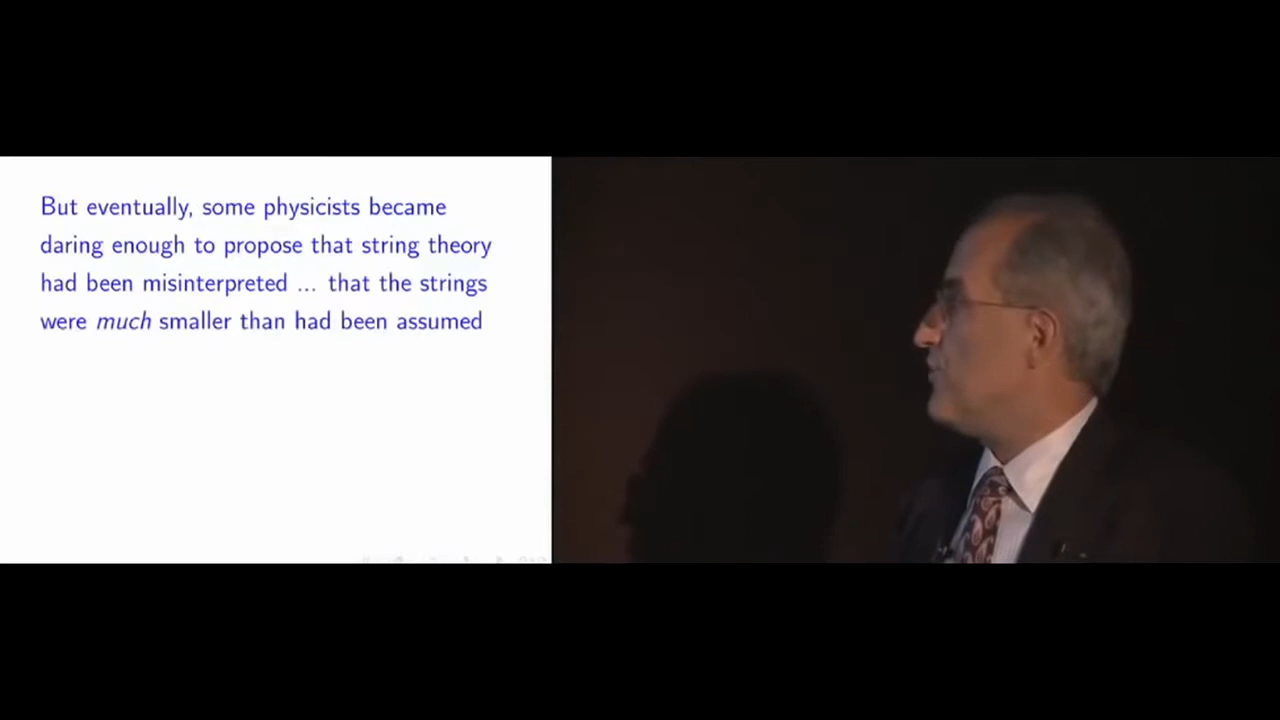 But eventually, some physicists became
daring enough to propose that string theory
had been misinterpreted ... that the strings
were much smaller than had been assumed